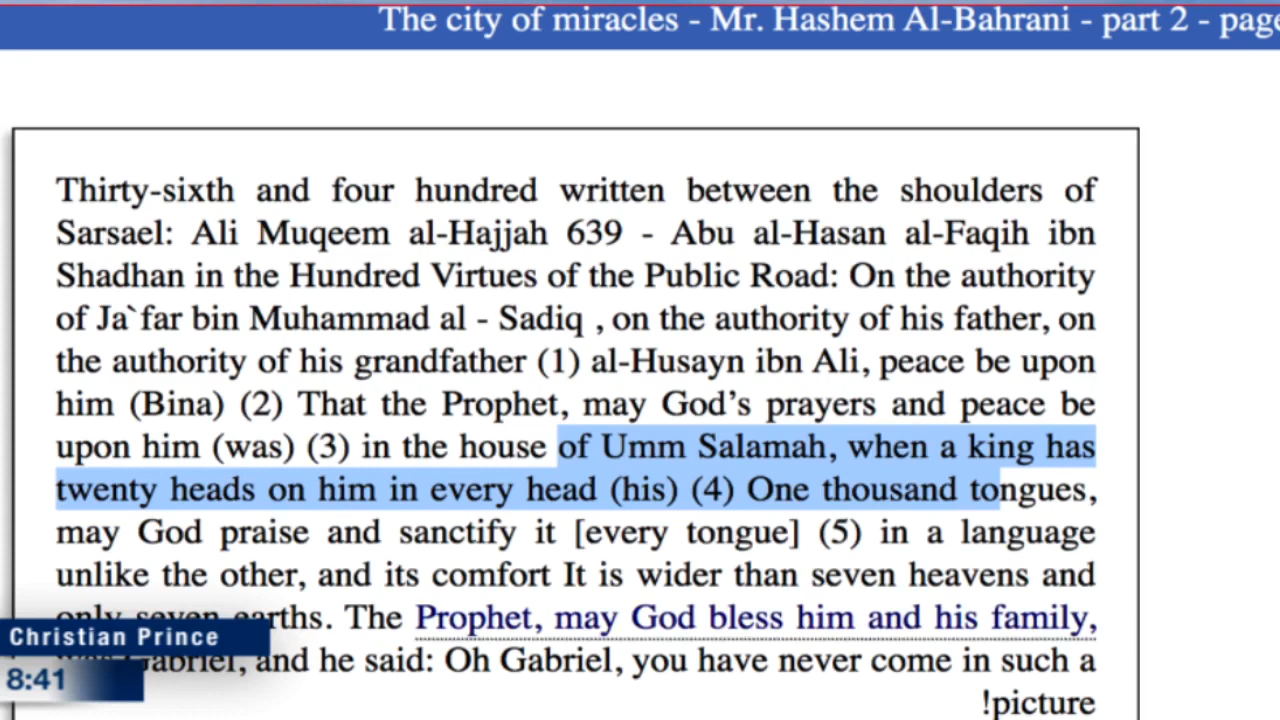 The city of miracles - Mr. Hashem Al-Bahrani - part 2 - page
Thirty-sixth and four hundred written between the shoulders of
Sarsael: Ali Muqeem al-Hajjah 639 - Abu al-Hasan al-Faqih ibn
Shadhan in the Hundred Virtues of the Public Road: On the authority
of Ja`far bin Muhammad al - Sadiq , on the authority of his father, on
the authority of his grandfather (1) al-Husayn ibn Ali, peace be upon
him (Bina) (2) That the Prophet, may God's prayers and peace be
upon him (was) (3) in the house of Umm Salamah, when a king has
twenty heads on him in every head (his) (4) One thousand tongues,
may God praise and sanctify it [every tongue] (5) in a language
unlike the other, and its comfort It is wider than seven heavens and
only seven earths. The Prophet, may God bless him and his family,
Gabriel, and he said: Oh Gabriel, you have never come in such a
!picture
Christian Prince
8:41